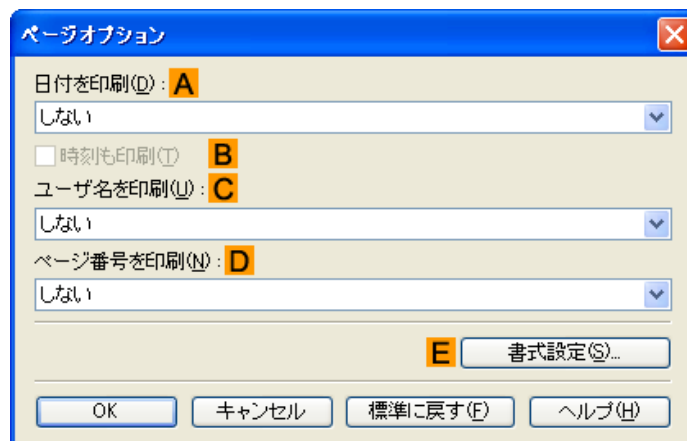 ページオプション
日付を印刷(D) : A
しない
時刻も印刷(T) B
ユーザ名を印刷(U) : C
しない
ページ番号を印刷(N) : D
しない
E 書式設定(S)...
OK キャンセル 標準に戻す(F) ヘルプ(H)